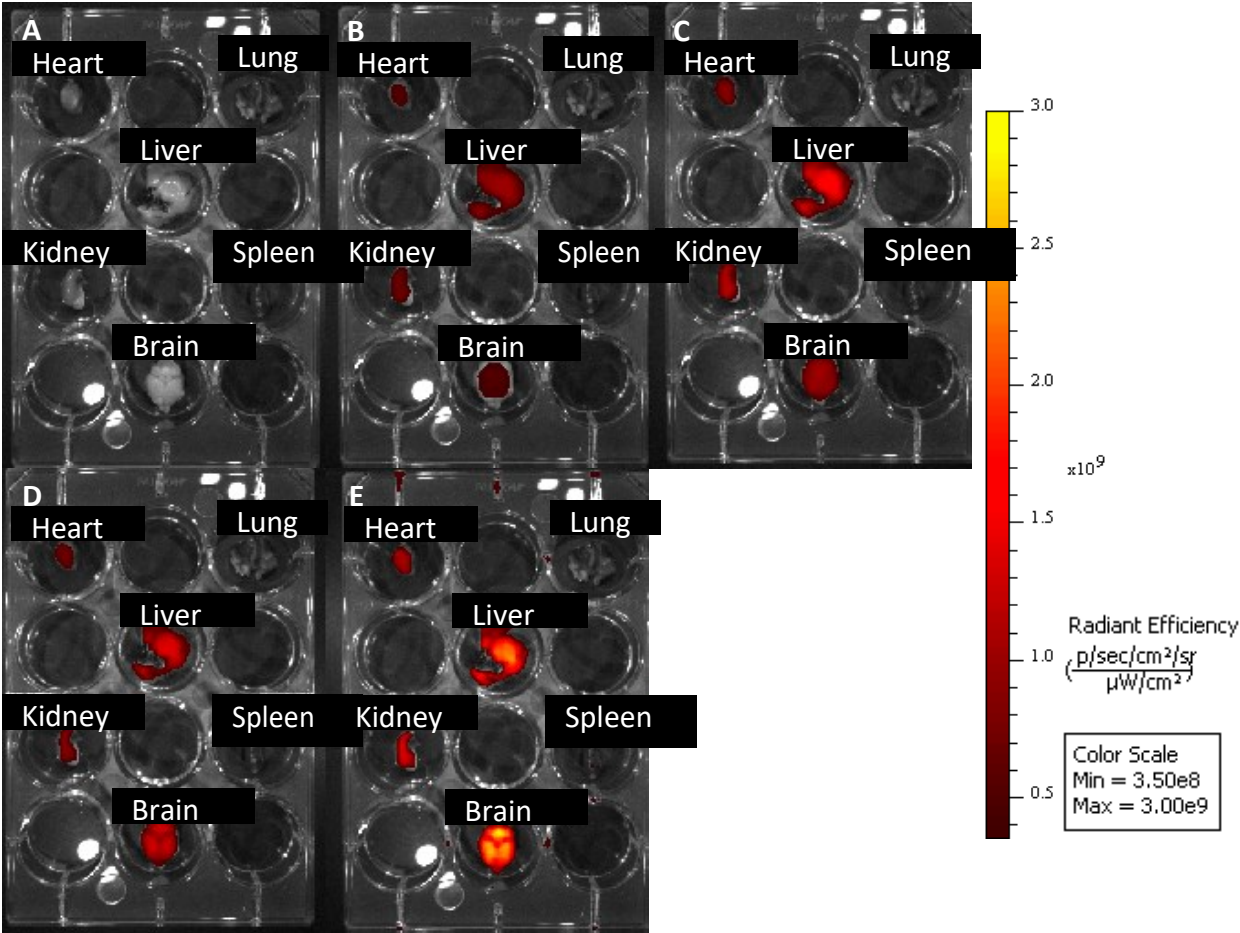 A
Heart
Lung
Liver
Kidney
Spleen
Brain
B
Heart
Lung
Liver
Kidney
Spleen
Brain
C
Heart
Lung
Liver
Kidney
Spleen
Brain
3.0
2.5
2.0
x10⁹
1.5
1.0
0.5
Radiant Efficiency
(p/sec/cm²/sr
µW/cm²)
Color Scale
Min = 3.50e8
Max = 3.00e9
D
Heart
Lung
Liver
Kidney
Spleen
Brain
E
Heart
Lung
Liver
Kidney
Spleen
Brain